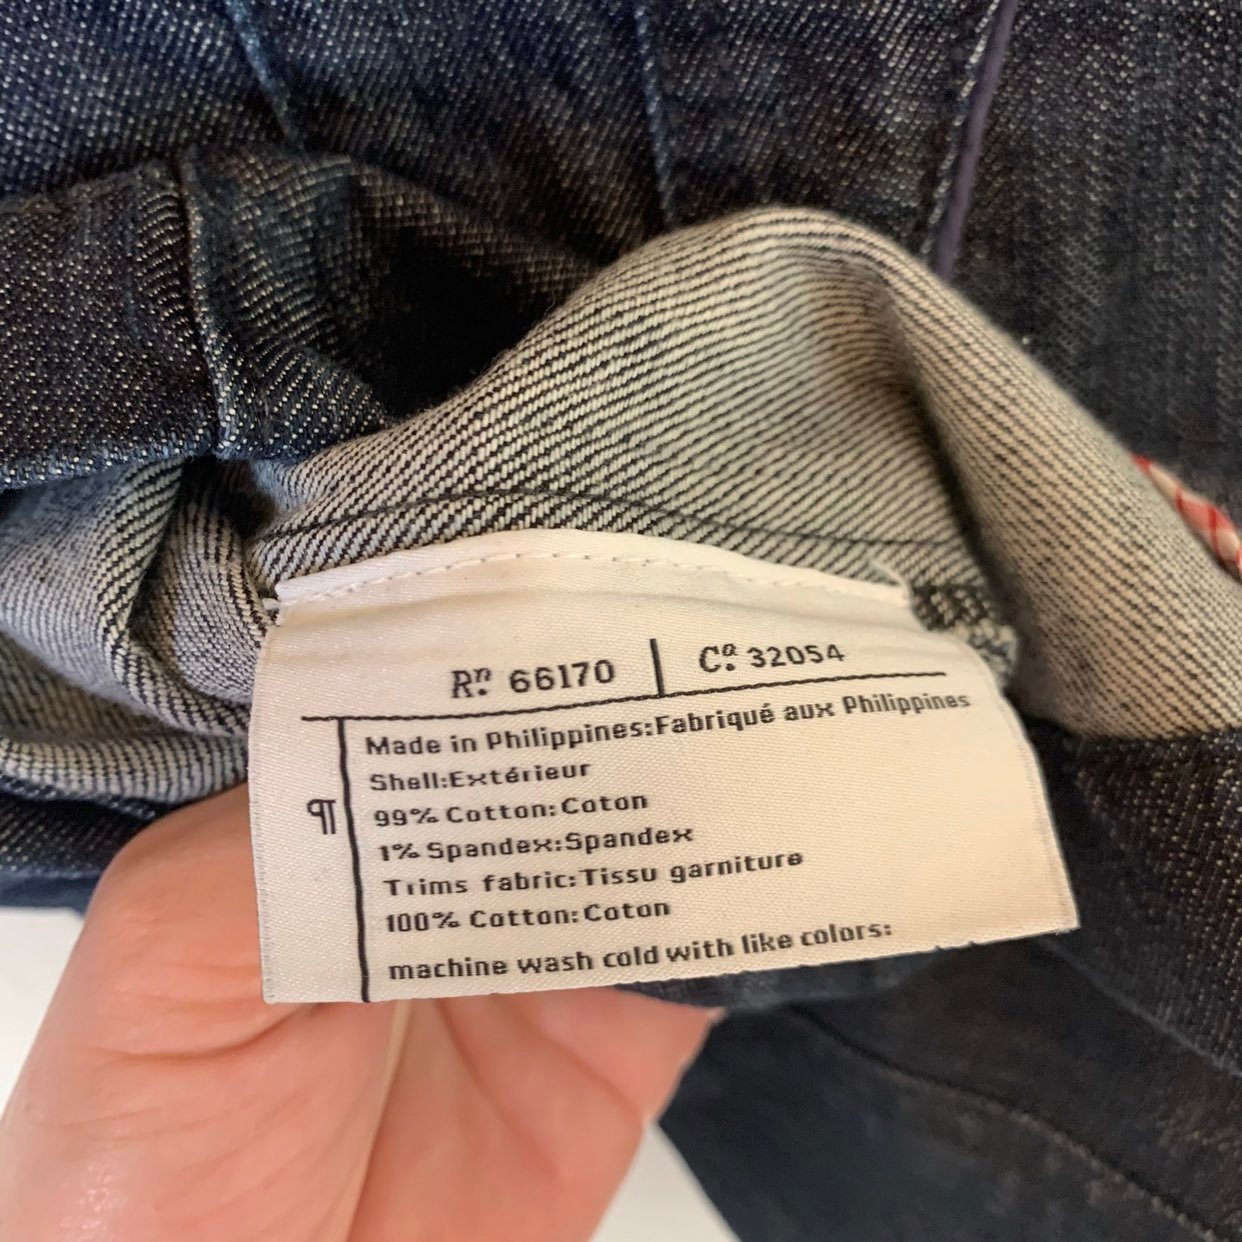 Rn. 66170 | Ca. 32054
Made in Philippines:Fabriqué aux Philippines
Shell:Extérieur
¶
99% Cotton:Coton
1% Spandex:Spandex
Trims fabric:Tissu garniture
100% Cotton:Coton
machine wash cold with like colors: